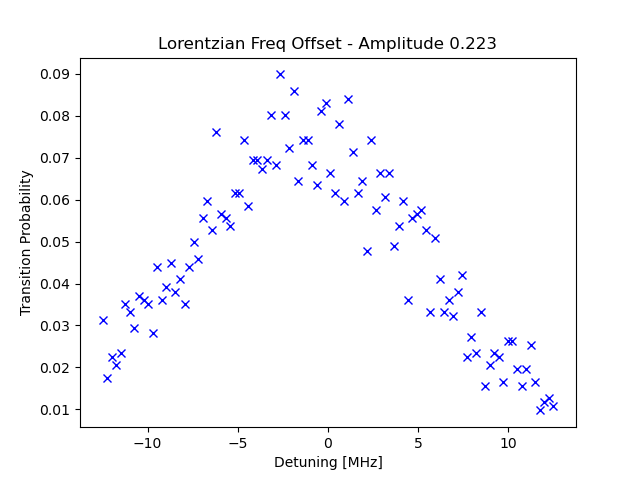 Lorentzian Freq Offset - Amplitude 0.223
Transition Probability
0.09
0.08
0.07
0.06
0.05
0.04
0.03
0.02
0.01
−10 −5 0 5 10
Detuning [MHz]